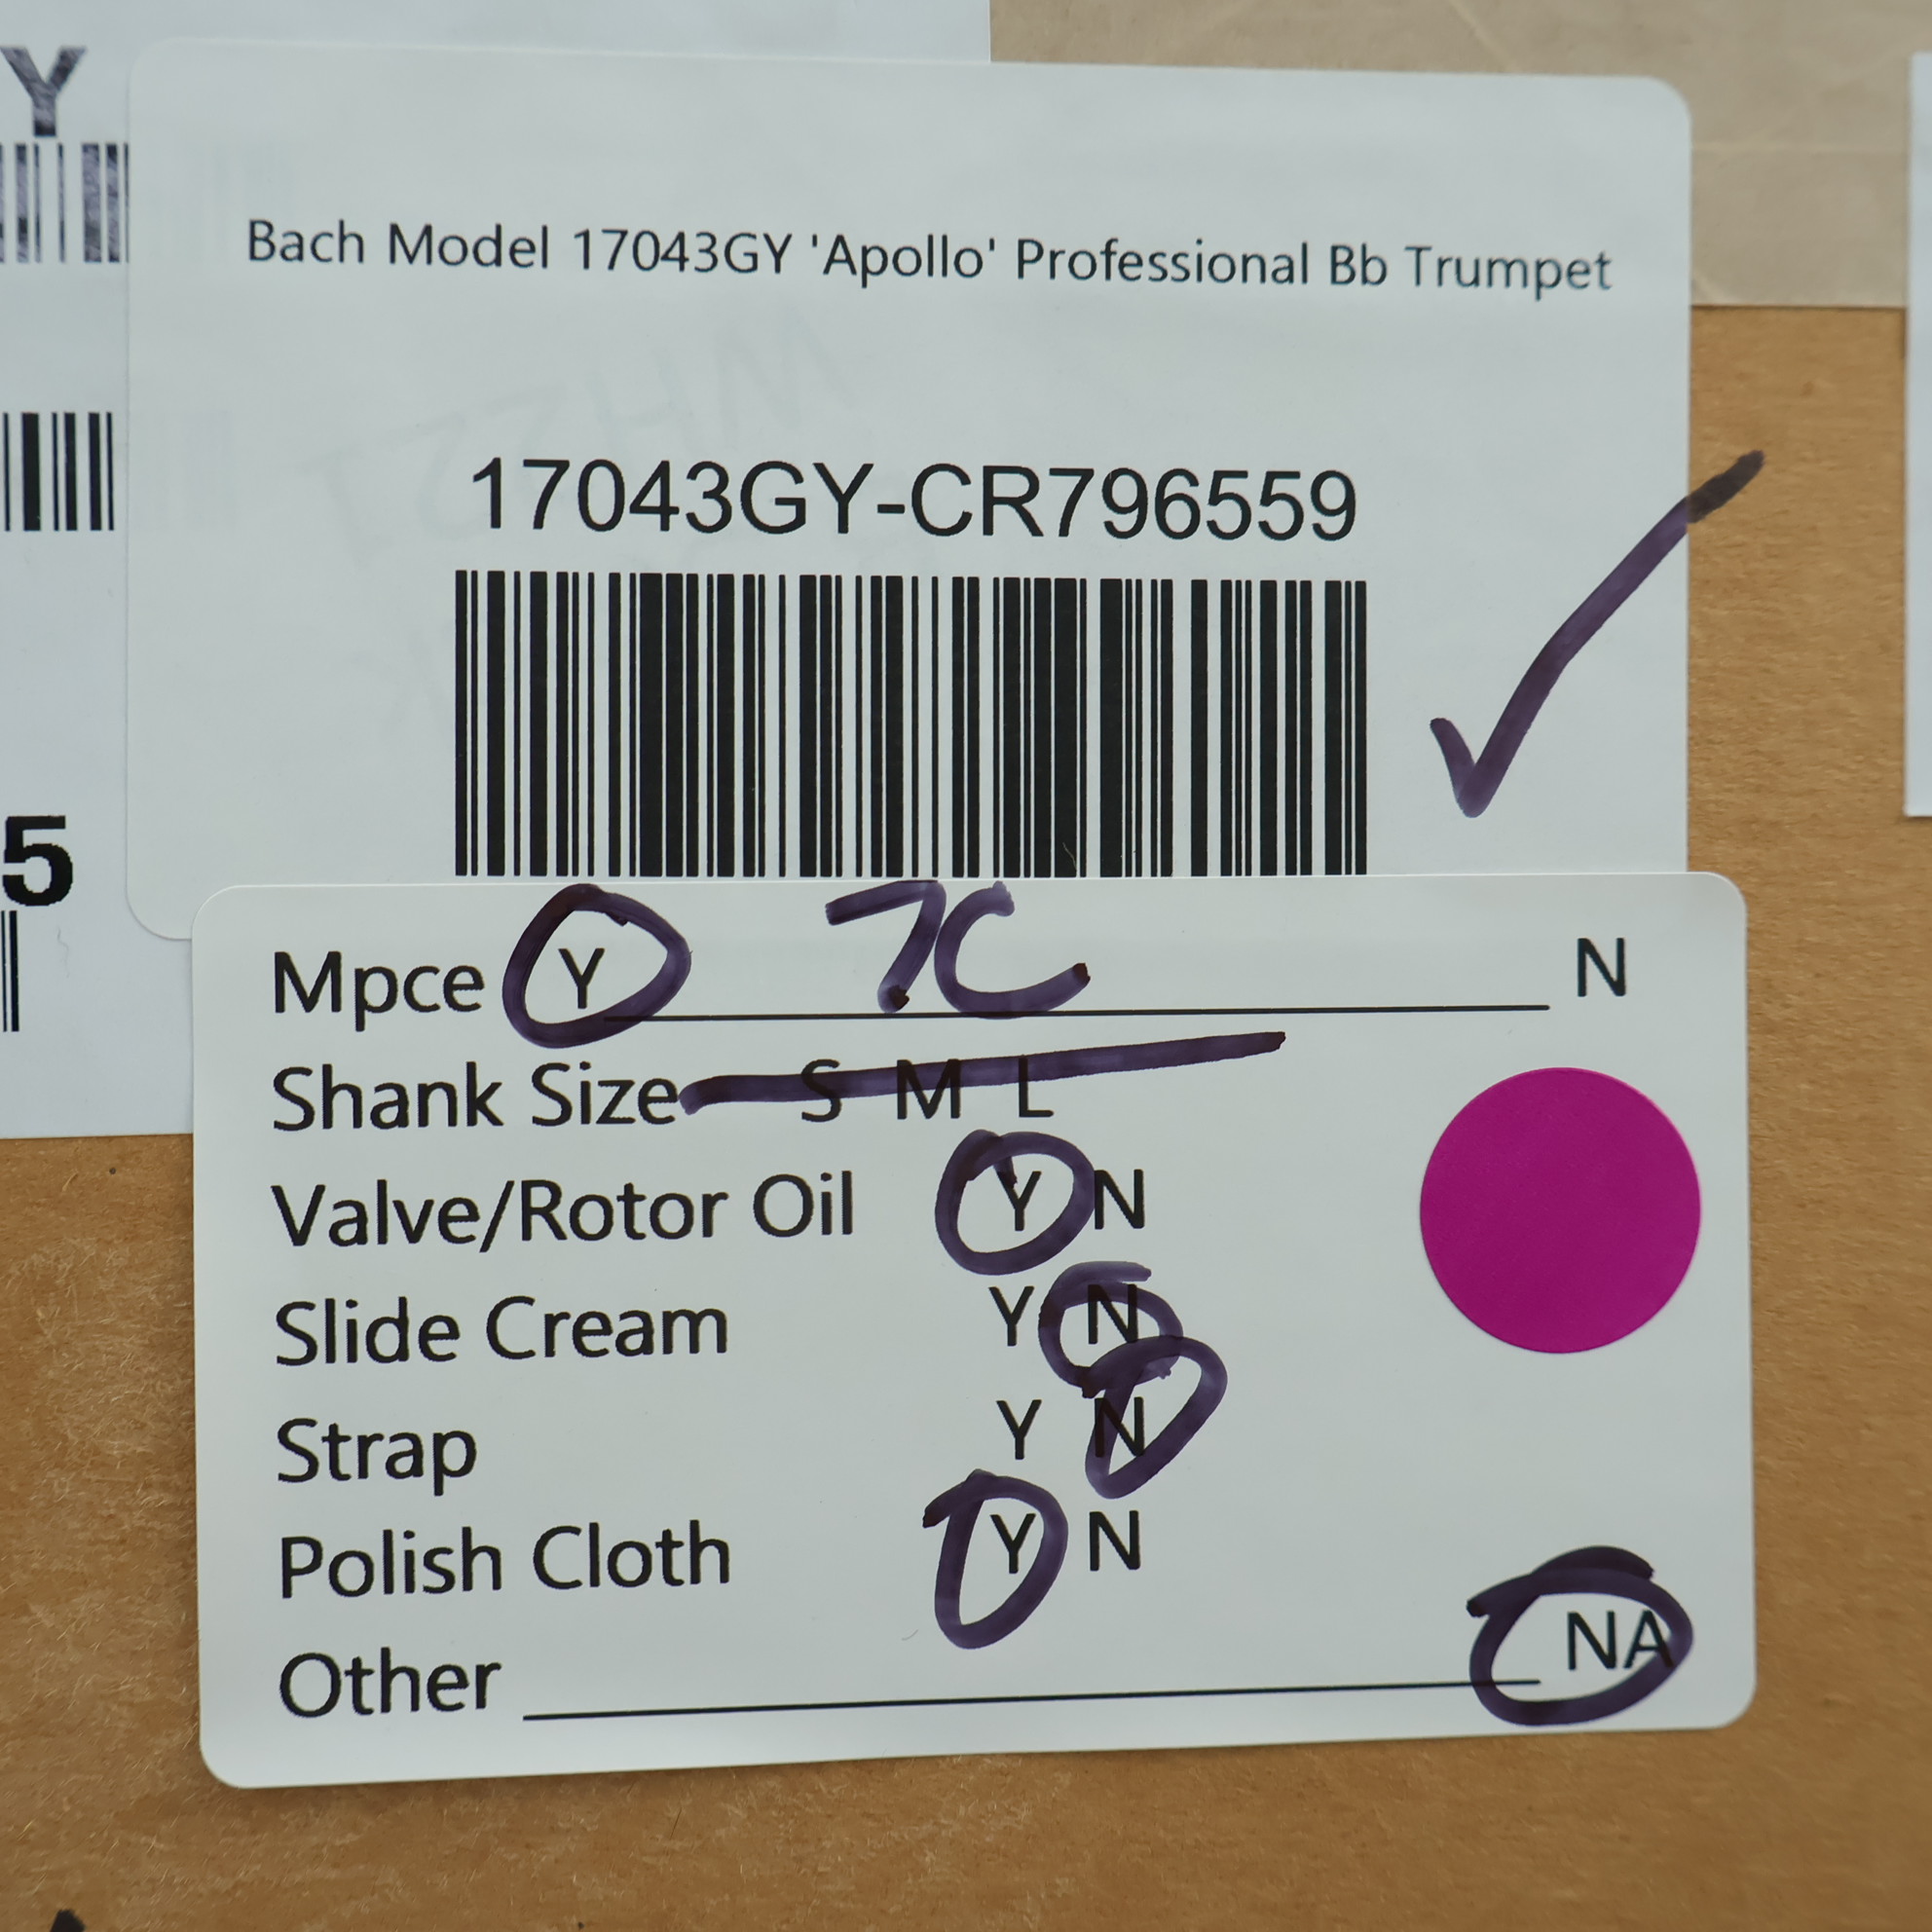 Y
Bach Model 17043GY 'Apollo' Professional Bb Trumpet
17043GY-CR796559
5
Mpce Y 7C N
Shank Size S M L
Valve/Rotor Oil Y N
Slide Cream Y N
Strap Y N
Polish Cloth Y N
Other NA